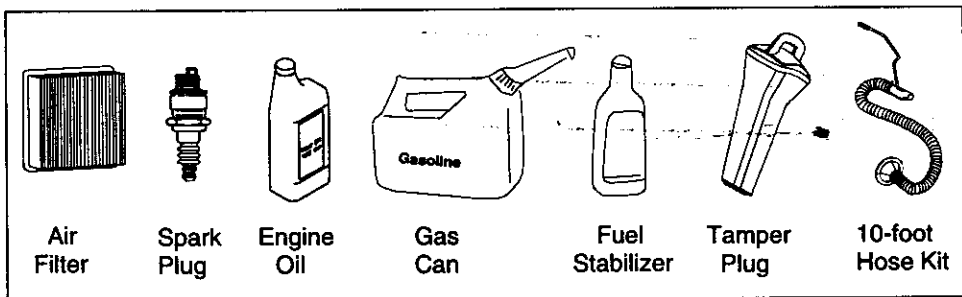 Gasoline
Air Filter
Spark Plug
Engine Oil
Gas Can
Fuel Stabilizer
Tamper Plug
10-foot Hose Kit